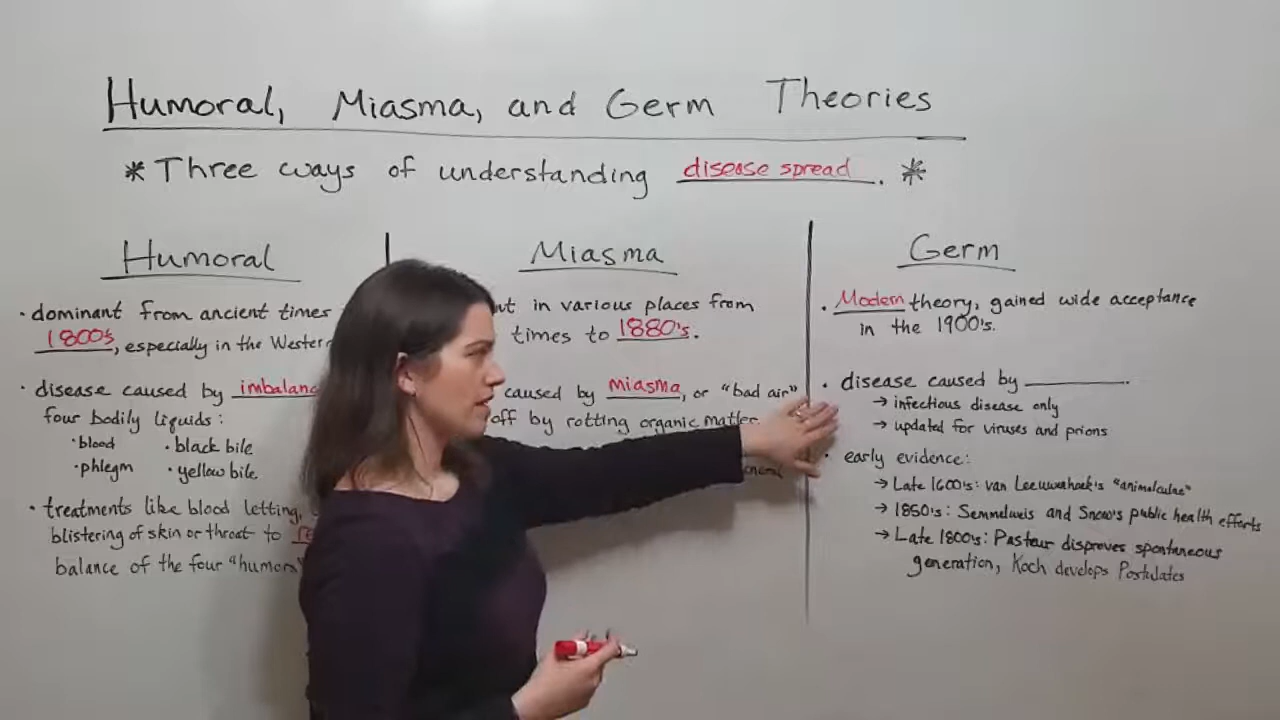 Humoral, Miasma, and Germ Theories
* Three ways of understanding disease spread. *
Humoral
• dominant from ancient times
1800s, especially in the Western
• disease caused by imbalanc
four bodily liquids:
• blood • black bile
• phlegm • yellow bile
• treatments like blood letting,
blistering of skin or throat to
balance of the four "humors"
Miasma
nt in various places from
times to 1880's.
caused by miasma, or "bad air"
off by rotting organic matter
Germ
• Modern theory, gained wide acceptance
in the 1900's.
• disease caused by ________.
→ infectious disease only
→ updated for viruses and prions
• early evidence:
→ Late 1600's: van Leeuwenhoek's "animalculae"
→ 1850's: Semmelweis and Snow's public health efforts
→ Late 1800's: Pasteur disproves spontaneous
generation, Koch develops Postulates